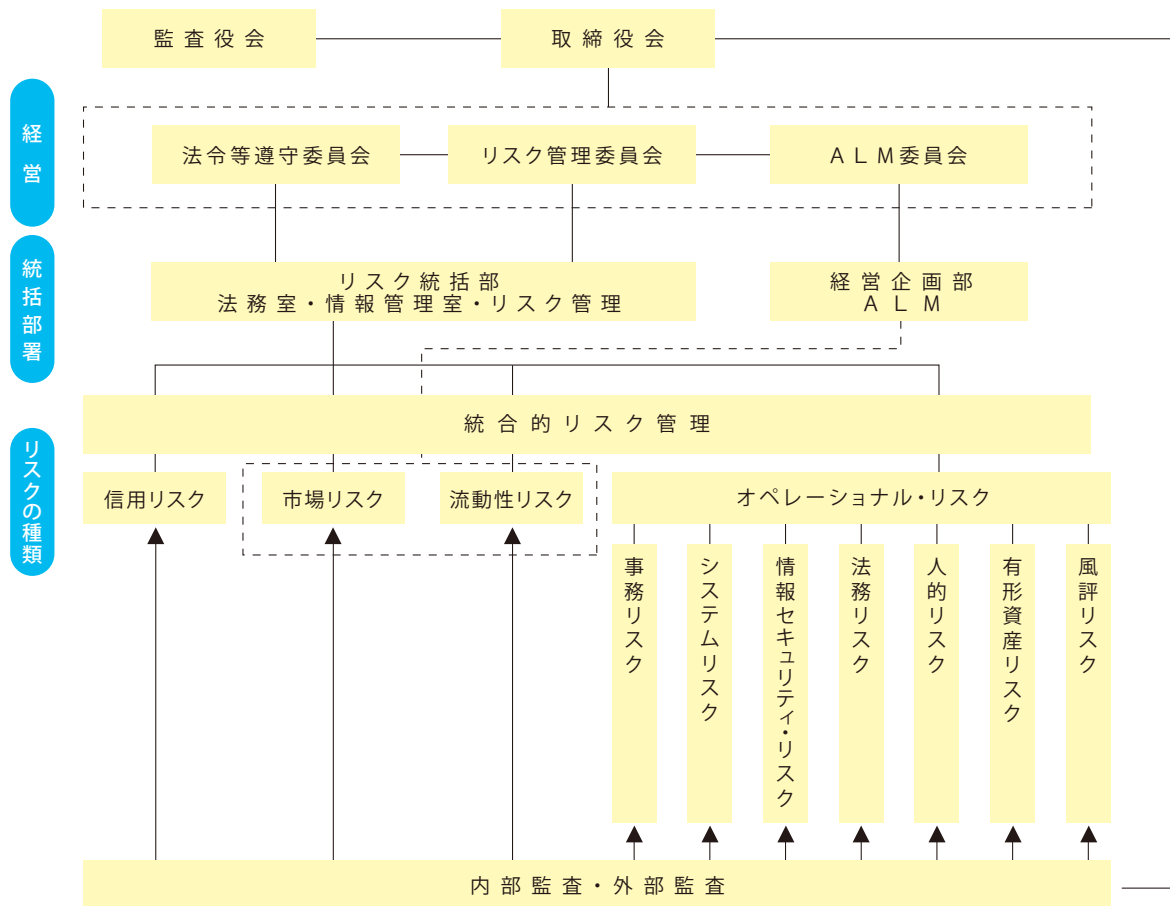 監査役会
取締役会
経営
法令等遵守委員会
リスク管理委員会
ALM委員会
統括部署
リスク統括部
法務室・情報管理室・リスク管理
経営企画部
ALM
統合的リスク管理
リスクの種類
信用リスク
市場リスク
流動性リスク
オペレーショナル・リスク
事務リスク
システムリスク
情報セキュリティ・リスク
法務リスク
人的リスク
有形資産リスク
風評リスク
内部監査・外部監査